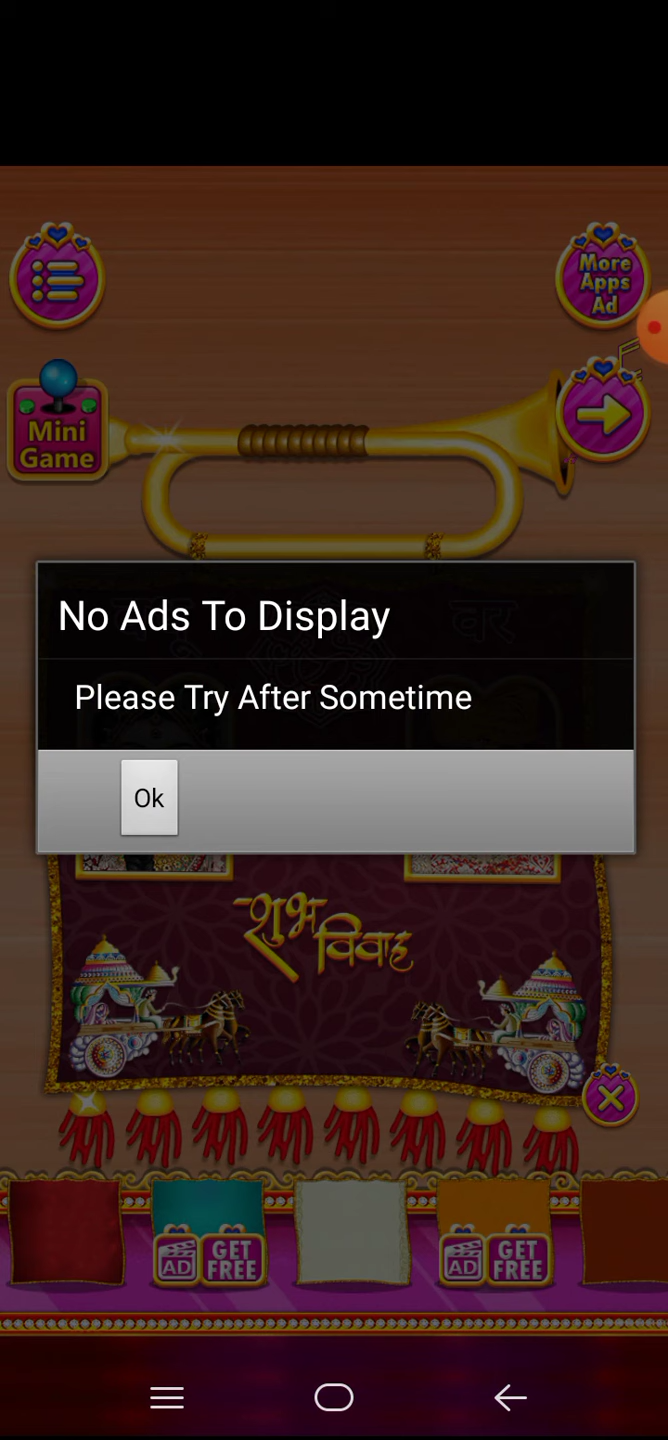 More
Apps
Ad
Mini
Game
No Ads To Display
वर
Please Try After Sometime
Ok
शुभ
विवाह
AD
GET
FREE
AD
GET
FREE